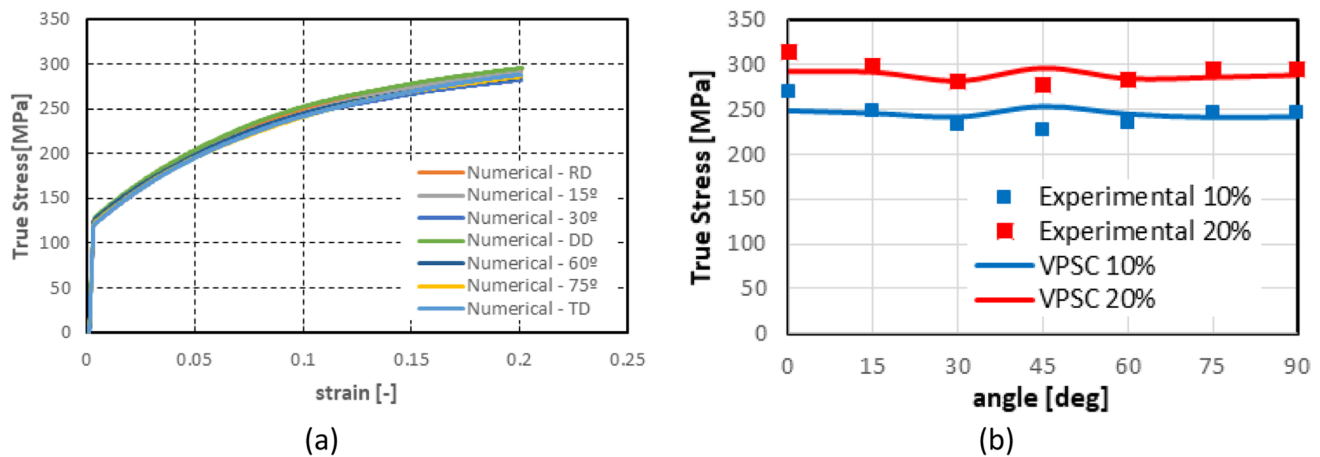 350
300
250
200
150
100
50
0
True Stress[MPa]
0
0.05
0.1
0.15
0.2
0.25
strain [-]
Numerical - RD
Numerical - 15º
Numerical - 30º
Numerical - DD
Numerical - 60º
Numerical - 75º
Numerical - TD
(a)
350
300
250
200
150
100
50
0
True Stress [MPa]
0
15
30
45
60
75
90
angle [deg]
Experimental 10%
Experimental 20%
VPSC 10%
VPSC 20%
(b)